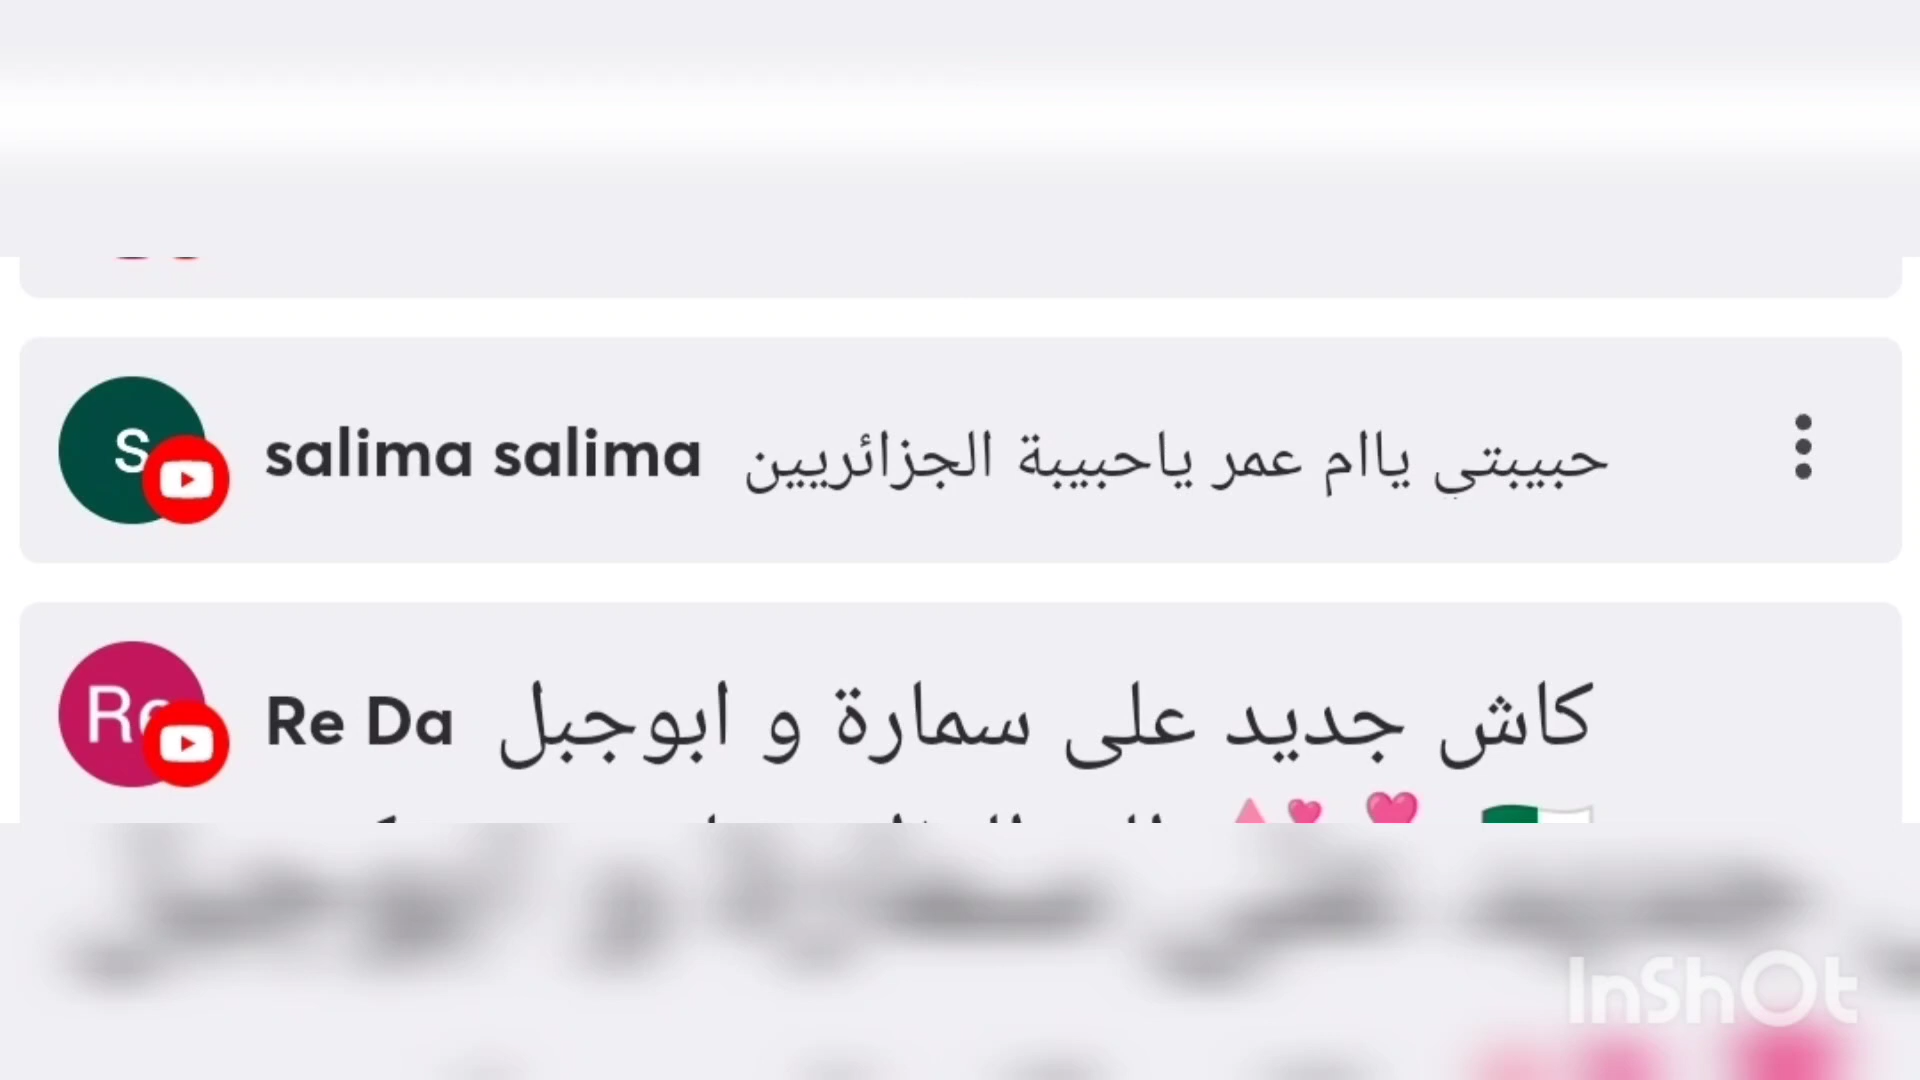 salima salima حبيبتي ياام عمر ياحبيبة الجزائريين
Re Da كاش جديد على سمارة و ابوجبل
InShOt